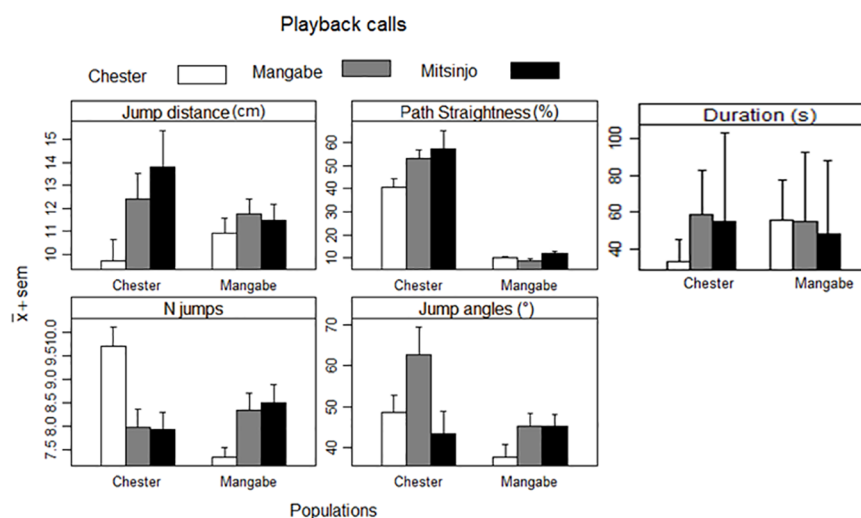 Playback calls
Chester Mangabe Mitsinjo
Jump distance (cm)
15
14
13
12
11
10
Chester Mangabe
Path Straightness (%)
60
50
40
30
20
10
Chester Mangabe
Duration (s)
100
80
60
40
Chester Mangabe
x̅ + sem
N jumps
10.0
9.5
9.0
8.5
8.0
7.5
Chester Mangabe
Jump angles (°)
70
60
50
40
Chester Mangabe
Populations